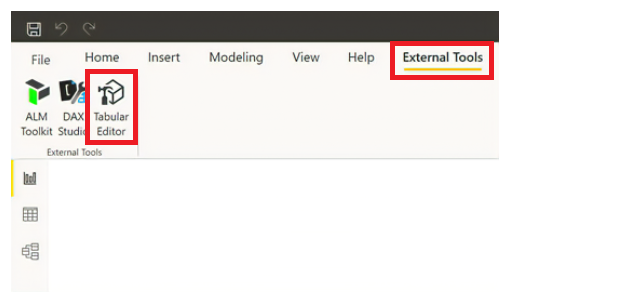 File Home Insert Modeling View Help External Tools
ALM DAX Tabular
Toolkit Studio Editor
External Tools